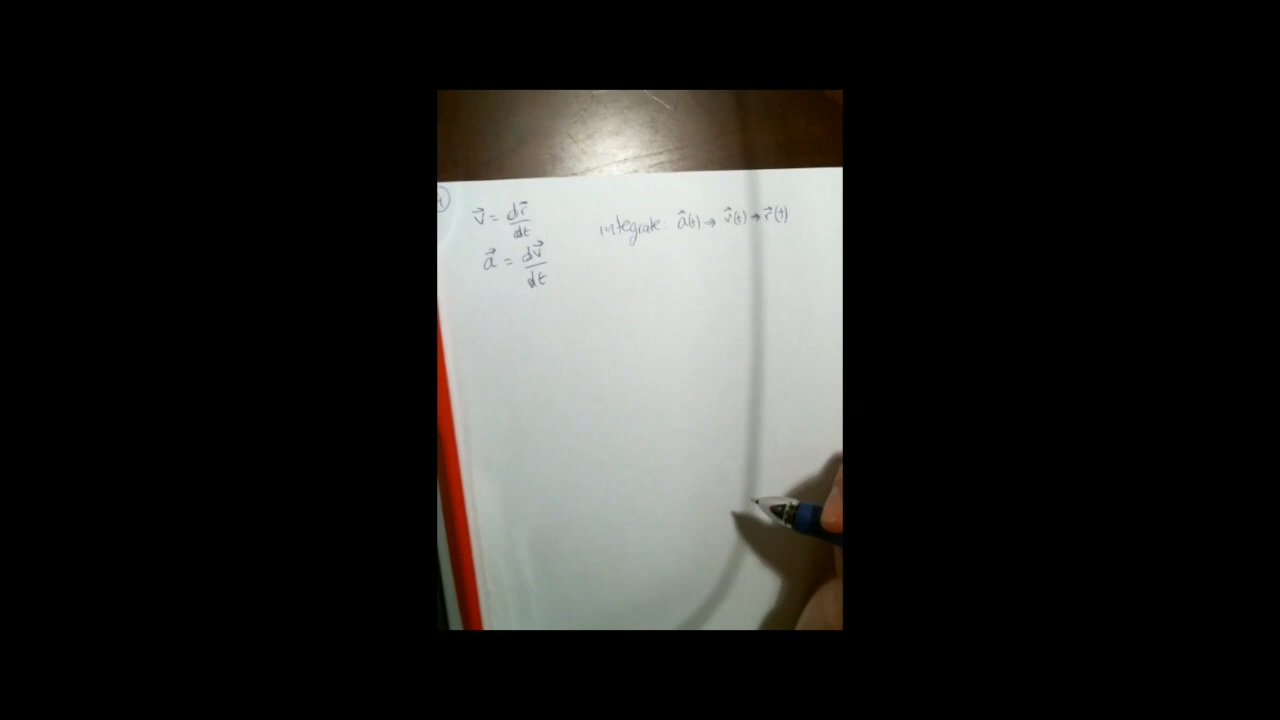 v⃗ = dr⃗/dt
integrate: a⃗(t) → v⃗(t) → r⃗(t)
a⃗ = dv⃗/dt